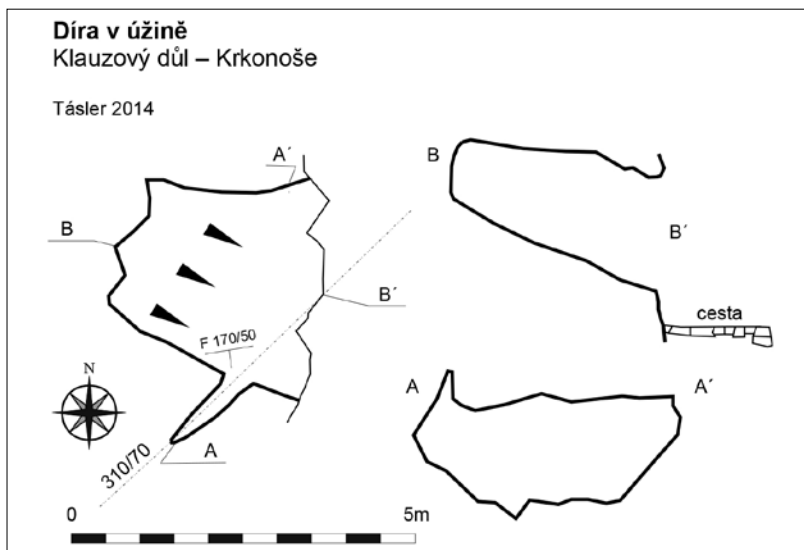 Díra v úžině
Klauzový důl – Krkonoše
Tásler 2014
A´
B
B
B´
B´
cesta
F 170/50
N
A
A´
A
310/70
0
5m